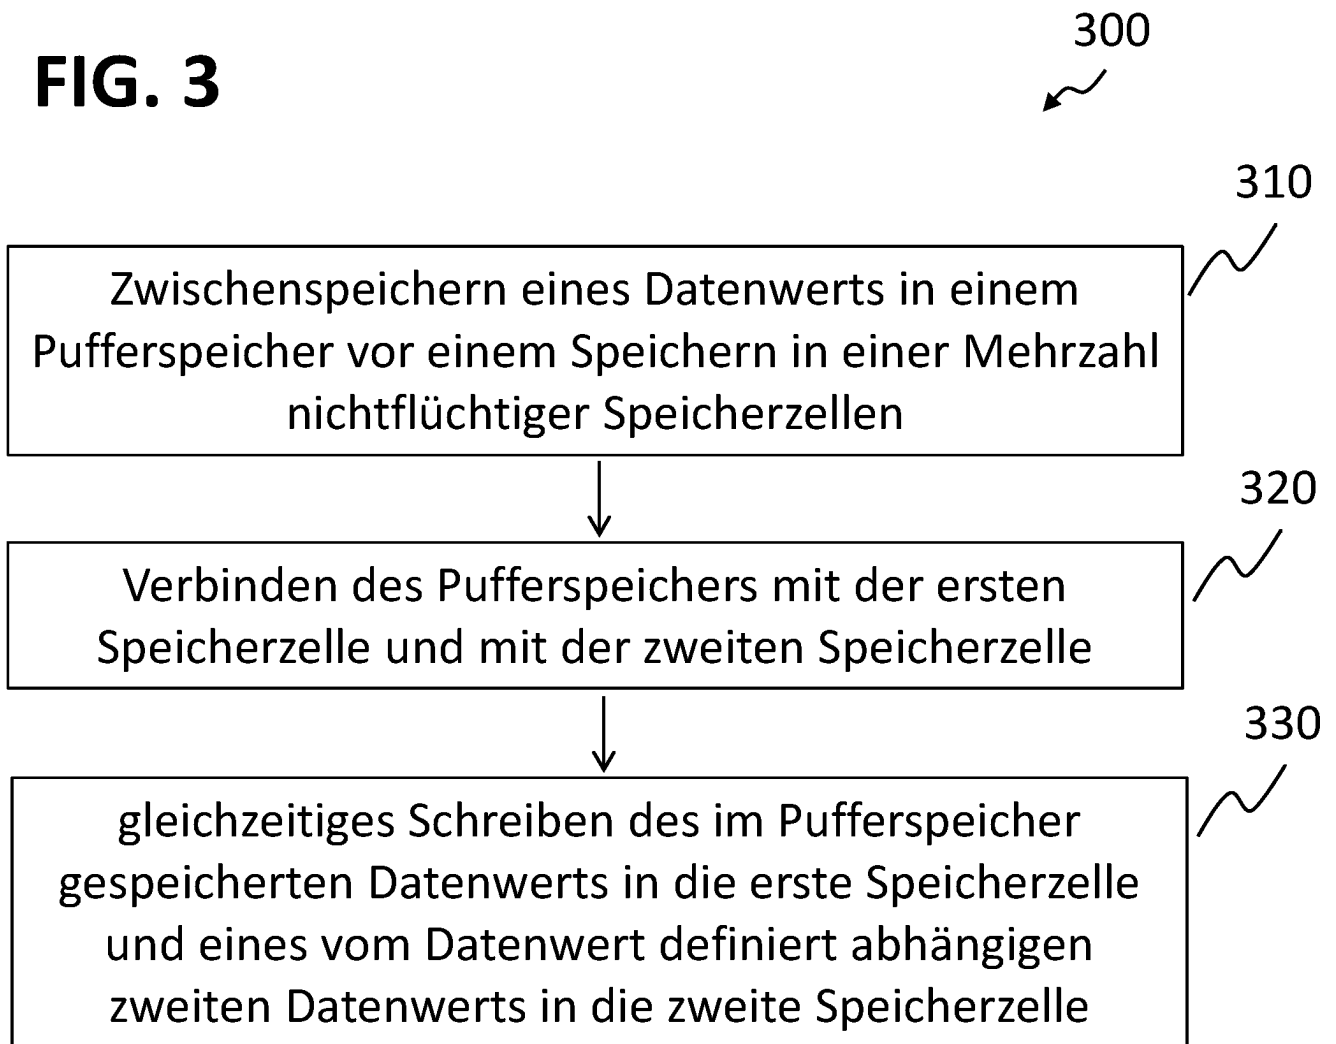 FIG. 3
300
310
Zwischenspeichern eines Datenwerts in einem
Pufferspeicher vor einem Speichern in einer Mehrzahl
nichtflüchtiger Speicherzellen
320
Verbinden des Pufferspeichers mit der ersten
Speicherzelle und mit der zweiten Speicherzelle
330
gleichzeitiges Schreiben des im Pufferspeicher
gespeicherten Datenwerts in die erste Speicherzelle
und eines vom Datenwert definiert abhängigen
zweiten Datenwerts in die zweite Speicherzelle